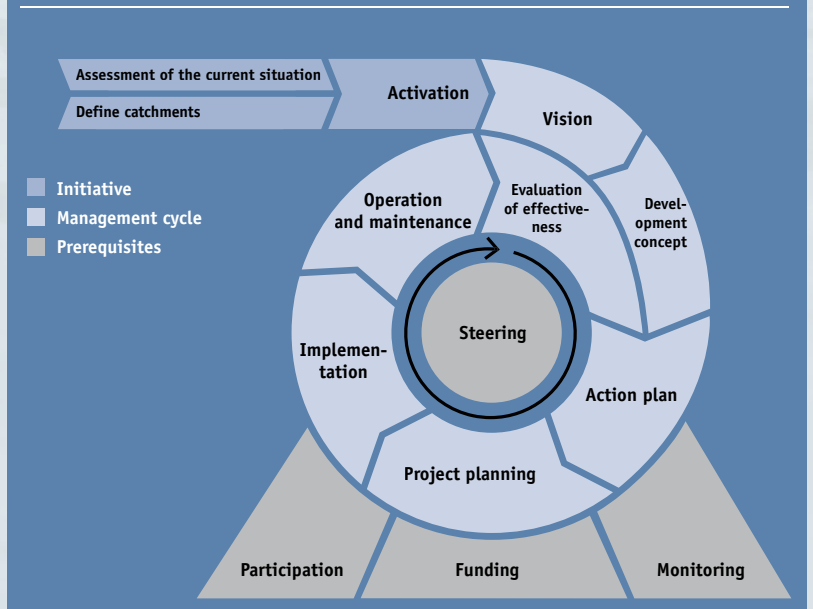 Assessment of the current situation
Define catchments
Activation
Vision
Devel-
opment
concept
Initiative
Management cycle
Prerequisites
Operation
and maintenance
Evaluation
of effective-
ness
Steering
Implemen-
tation
Action plan
Project planning
Participation
Funding
Monitoring